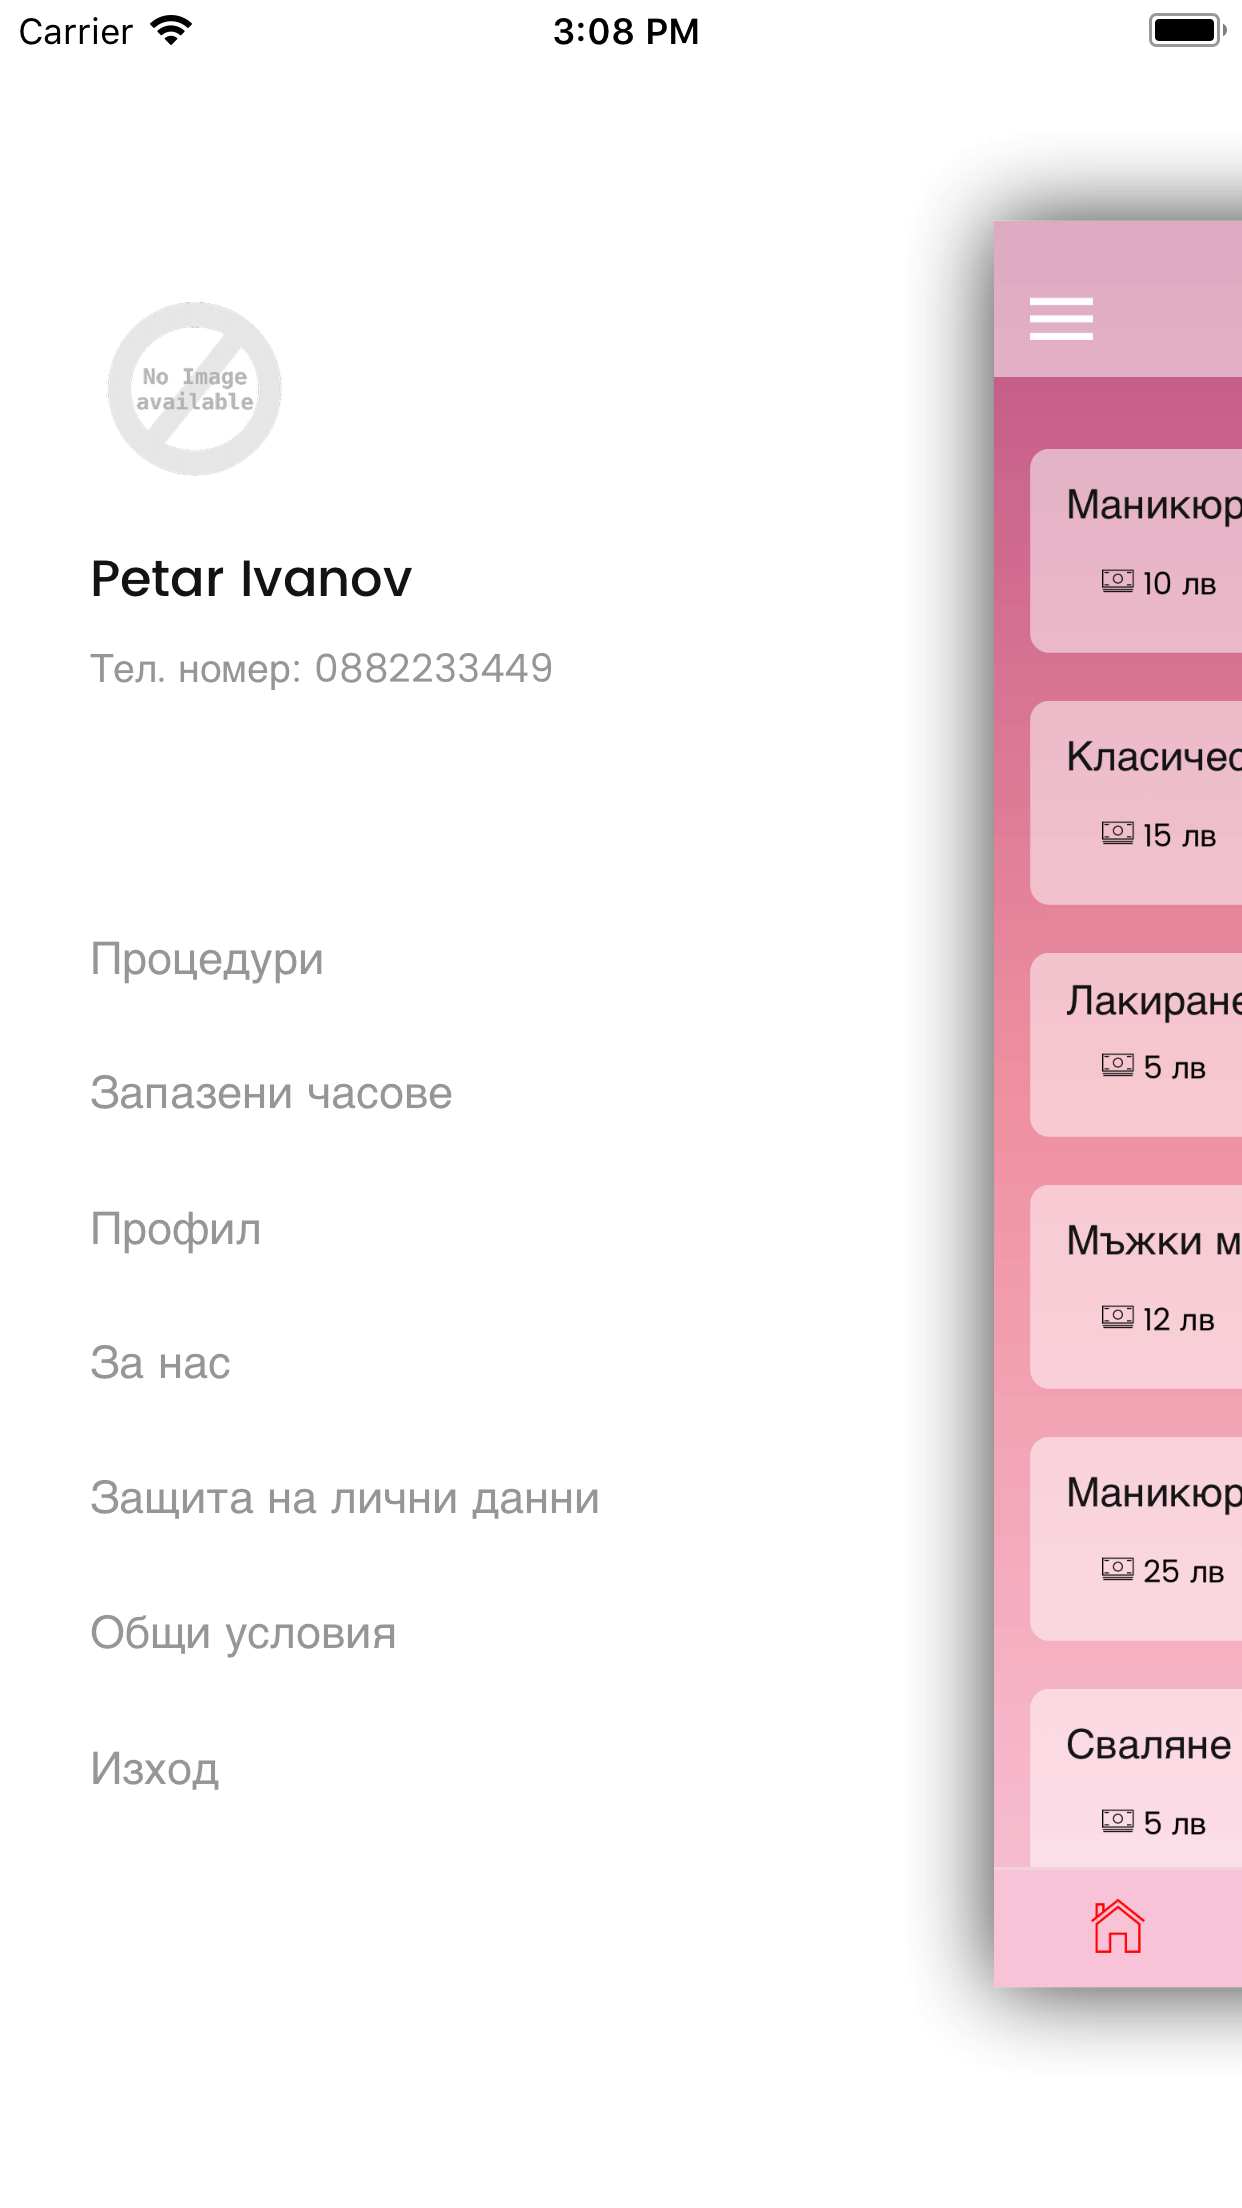 Carrier 3:08 PM
No Image
available
Petar Ivanov
Тел. номер: 0882233449
Процедури
Запазени часове
Профил
За нас
Защита на лични данни
Общи условия
Изход
Маникюр
10 лв
Класичес
15 лв
Лакиране
5 лв
Мъжки м
12 лв
Маникюр
25 лв
Сваляне
5 лв